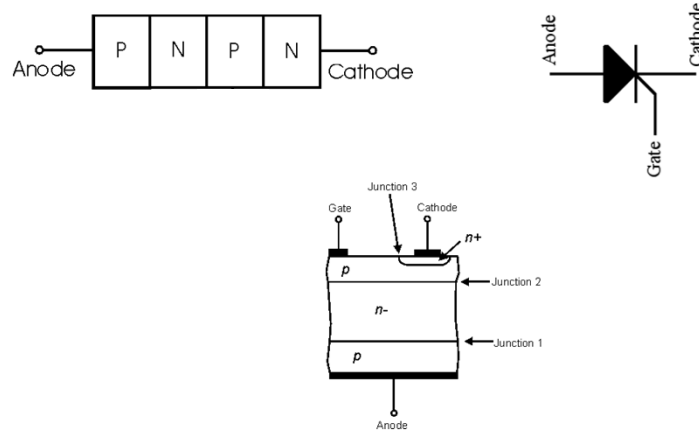 Anode
P N P N
Cathode
Anode
Cathode
Gate
Junction 3
Gate
Cathode
n+
p
Junction 2
n-
Junction 1
p
Anode